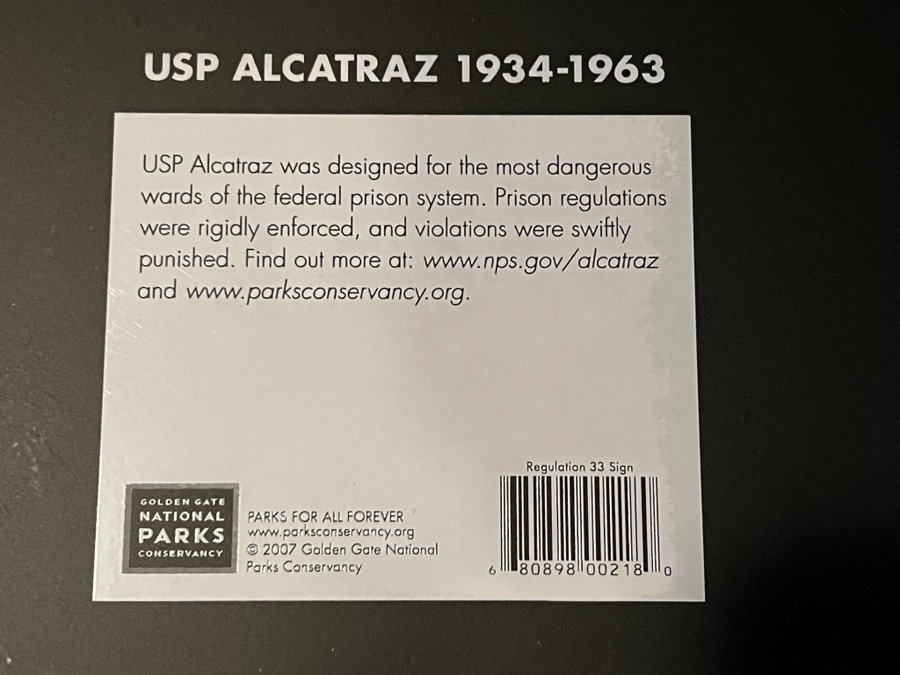 USP ALCATRAZ 1934-1963
USP Alcatraz was designed for the most dangerous
wards of the federal prison system. Prison regulations
were rigidly enforced, and violations were swiftly
punished. Find out more at: www.nps.gov/alcatraz
and www.parksconservancy.org.
GOLDEN GATE
NATIONAL
PARKS
CONSERVANCY
PARKS FOR ALL FOREVER
www.parksconservancy.org
© 2007 Golden Gate National
Parks Conservancy
Regulation 33 Sign
6 80898 00218 0